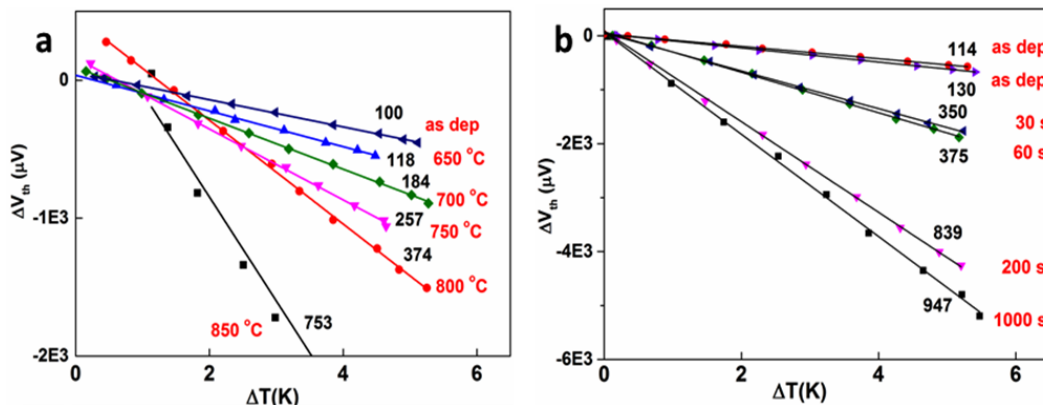 a
0
-1E3
-2E3
ΔV_th (μV)
100
as dep
118
650 °C
184
700 °C
257
750 °C
374
800 °C
850 °C
753
0
2
4
6
ΔT(K)
b
0
-2E3
-4E3
-6E3
ΔV_th (μV)
114
as dep
as dep
130
350
30 s
60 s
375
839
200 s
947
1000 s
0
2
4
6
ΔT(K)